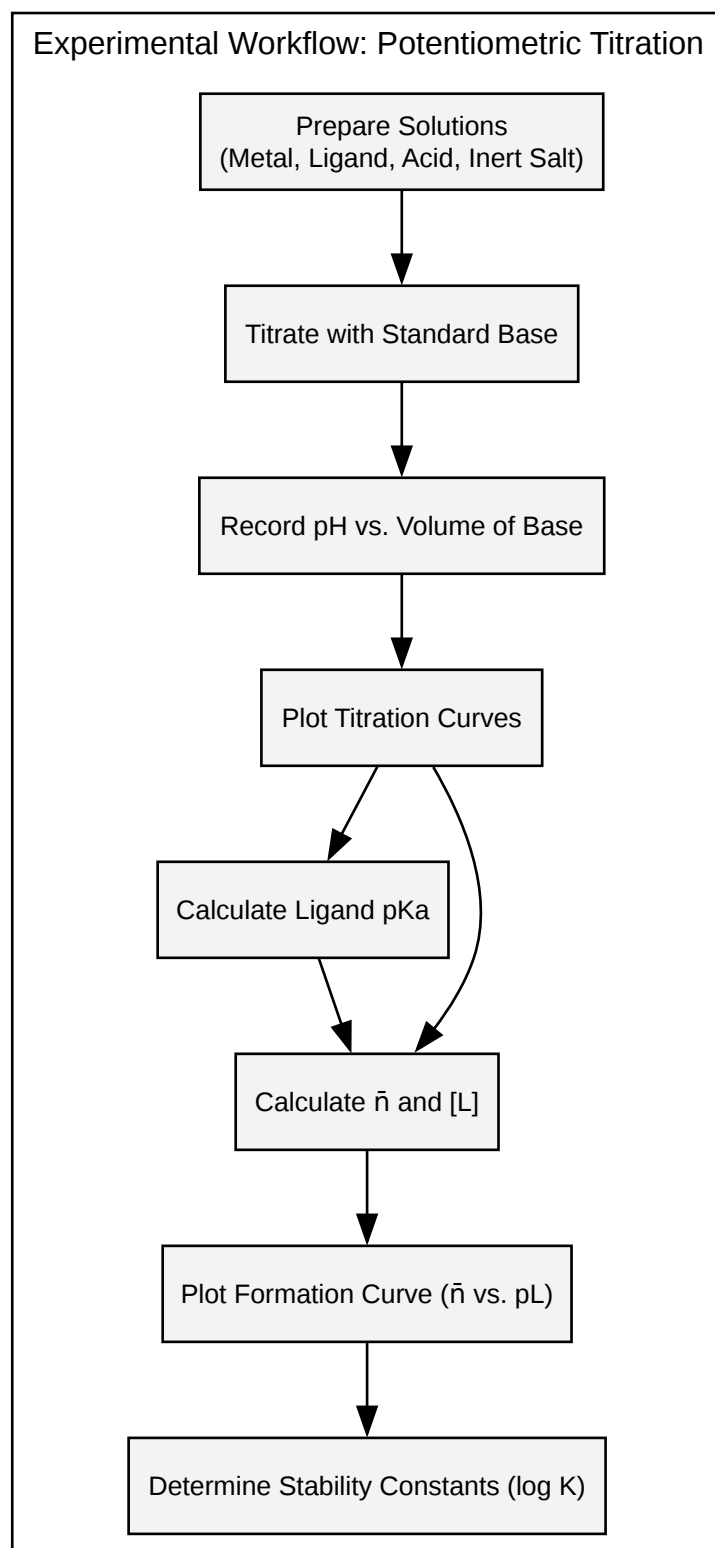 Experimental Workflow: Potentiometric Titration
Prepare Solutions
(Metal, Ligand, Acid, Inert Salt)
Titrate with Standard Base
Record pH vs. Volume of Base
Plot Titration Curves
Calculate Ligand pKa
Calculate n̄ and [L]
Plot Formation Curve (n̄ vs. pL)
Determine Stability Constants (log K)